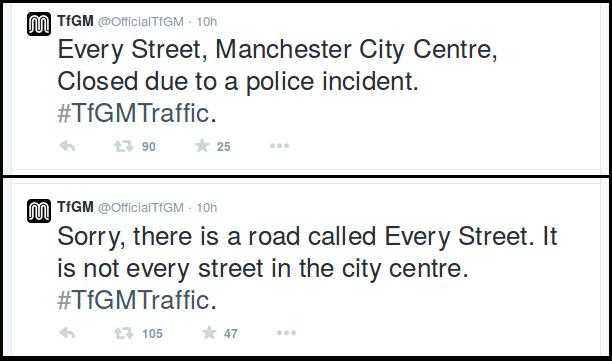 TfGM @OfficialTfGM · 10h
Every Street, Manchester City Centre,
Closed due to a police incident.
#TfGMTraffic.
90 25
TfGM @OfficialTfGM · 10h
Sorry, there is a road called Every Street. It
is not every street in the city centre.
#TfGMTraffic.
105 47